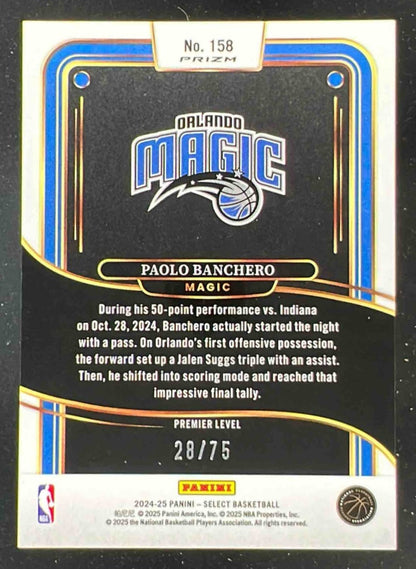 No. 158
PRIZM
ORLANDO
MAGIC
PAOLO BANCHERO
MAGIC
During his 50-point performance vs. Indiana
on Oct. 28, 2024, Banchero actually started the night
with a pass. On Orlando's first offensive possession,
the forward set up a Jalen Suggs triple with an assist.
Then, he shifted into scoring mode and reached that
impressive final tally.
PREMIER LEVEL
28/75
PANINI
2024-25 PANINI – SELECT BASKETBALL
帕尼尼 © 2025 Panini America, Inc. © 2025 NBA Properties, Inc.
© 2025 the National Basketball Players Association. All rights reserved.
NBA